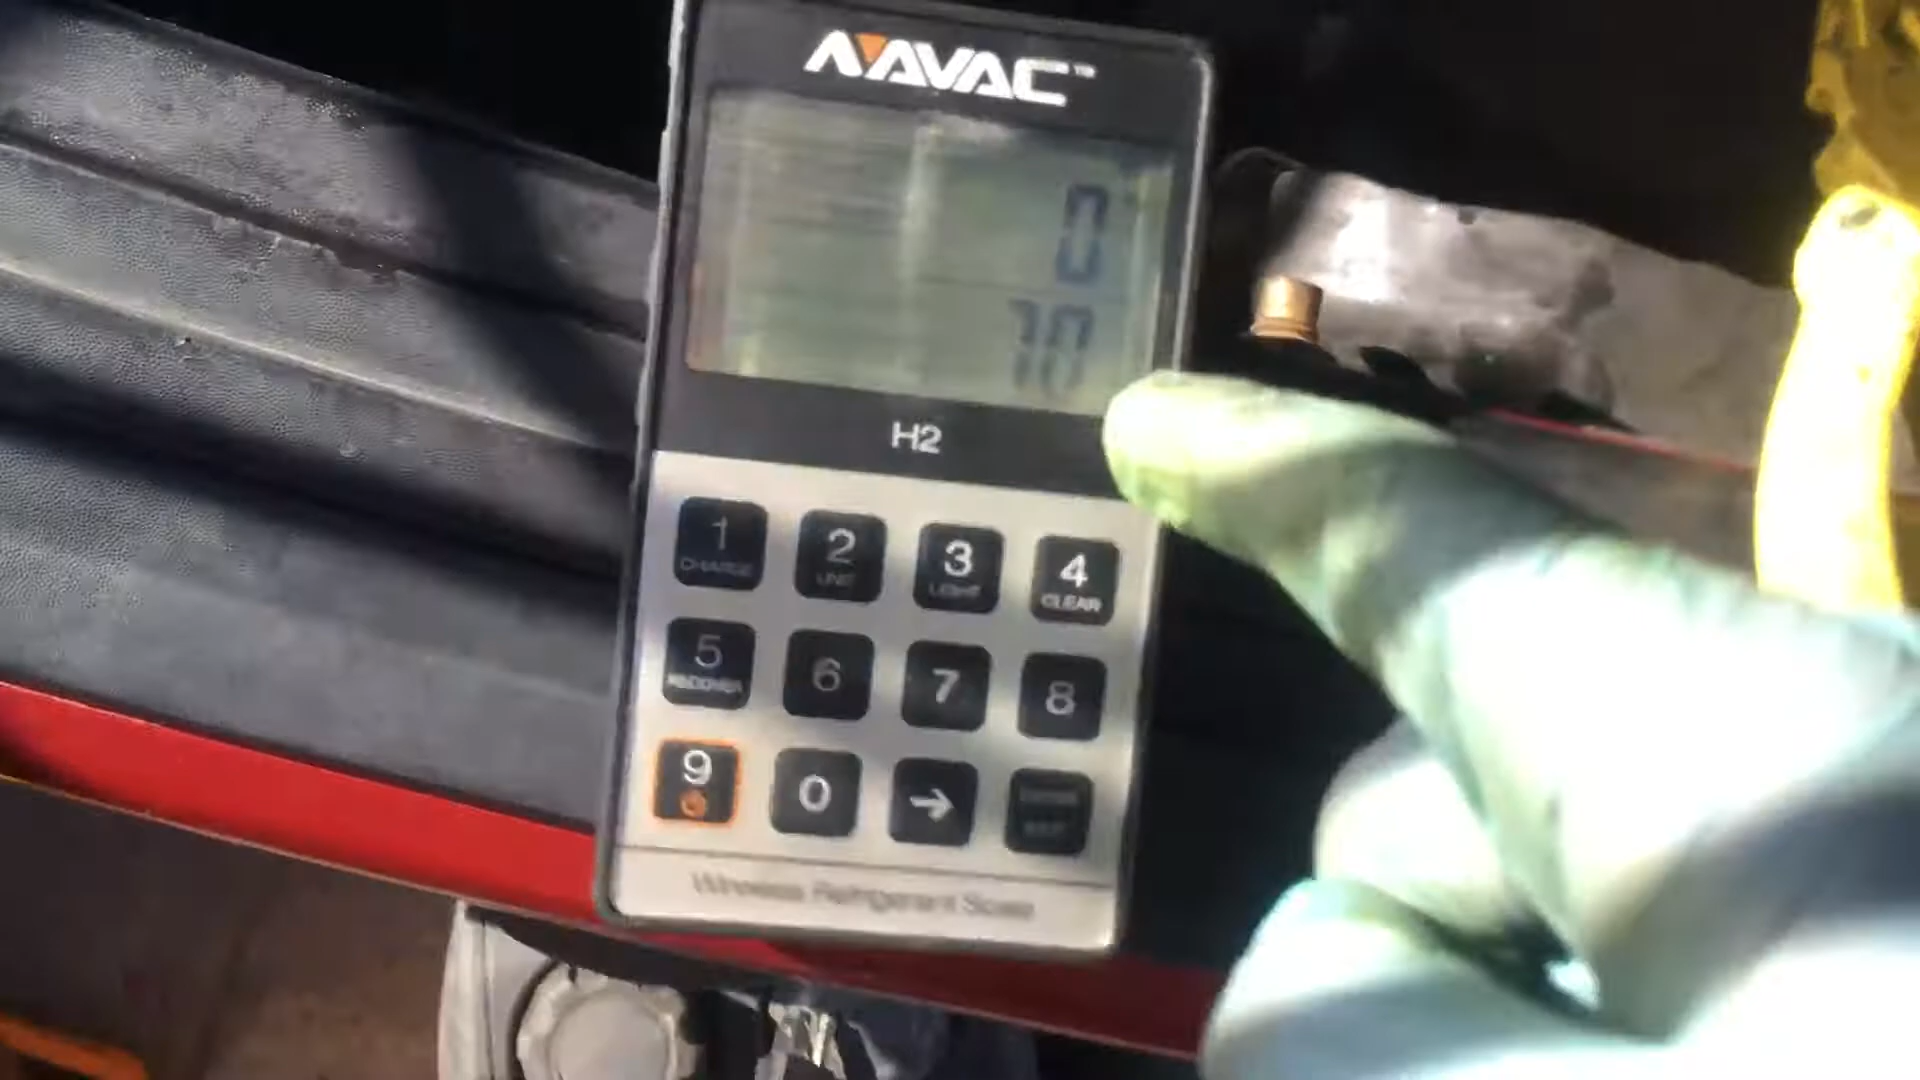 NAVAC™
0
10
H2
1
CHARGE
2
UNIT
3
LIGHT
4
CLEAR
5
RECOVER
6
7
8
9
0
→
Wireless Refrigerant Scale